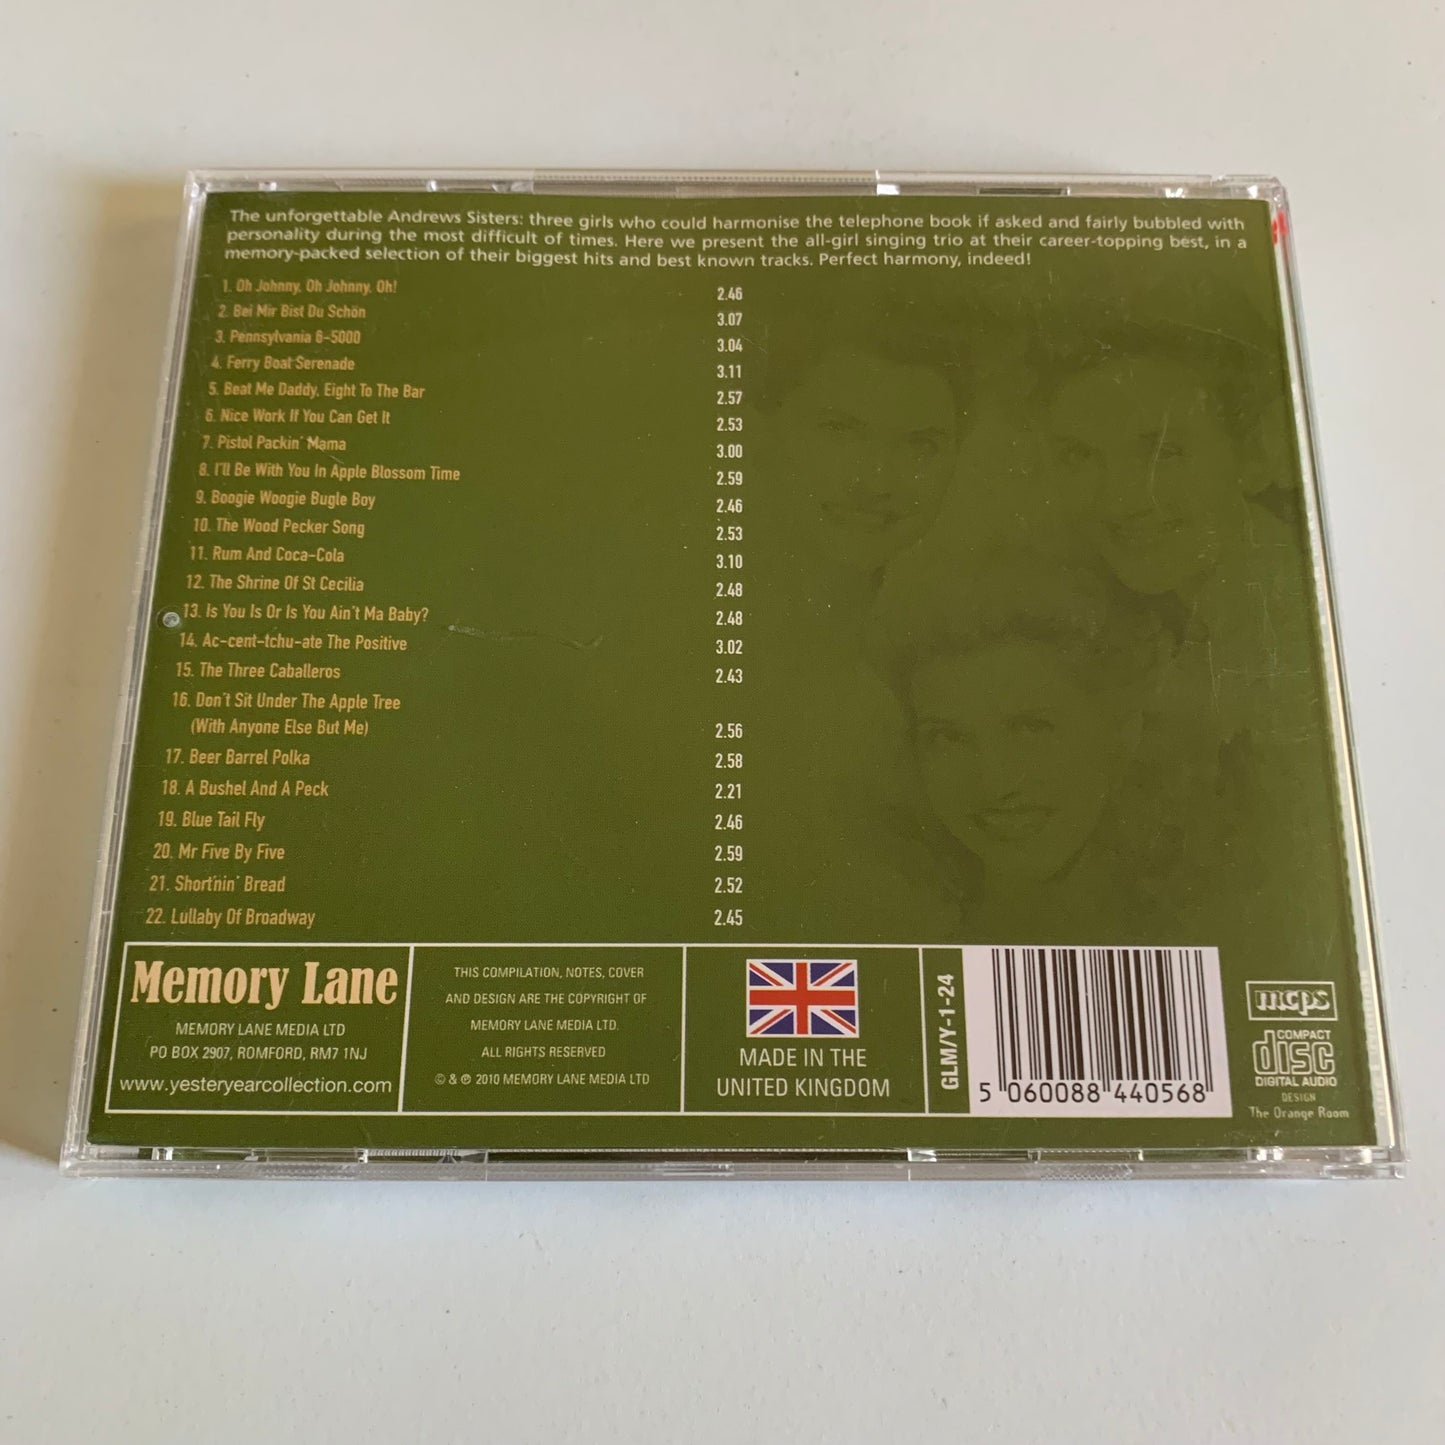 The unforgettable Andrews Sisters: three girls who could harmonise the telephone book if asked and fairly bubbled with
personality during the most difficult of times. Here we present the all-girl singing trio at their career-topping best, in a
memory-packed selection of their biggest hits and best known tracks. Perfect harmony, indeed!
1. Oh Johnny, Oh Johnny, Oh! 2.46
2. Bei Mir Bist Du Schön 3.07
3. Pennsylvania 6-5000 3.04
4. Ferry Boat Serenade 3.11
5. Beat Me Daddy, Eight To The Bar 2.57
6. Nice Work If You Can Get It 2.53
7. Pistol Packin' Mama 3.00
8. I'll Be With You In Apple Blossom Time 2.59
9. Boogie Woogie Bugle Boy 2.46
10. The Wood Pecker Song 2.53
11. Rum And Coca-Cola 3.10
12. The Shrine Of St Cecilia 2.48
13. Is You Is Or Is You Ain't Ma Baby? 2.48
14. Ac-cent-tchu-ate The Positive 3.02
15. The Three Caballeros 2.43
16. Don't Sit Under The Apple Tree
(With Anyone Else But Me) 2.56
17. Beer Barrel Polka 2.58
18. A Bushel And A Peck 2.21
19. Blue Tail Fly 2.46
20. Mr Five By Five 2.59
21. Short'nin' Bread 2.52
22. Lullaby Of Broadway 2.45
Memory Lane
MEMORY LANE MEDIA LTD
PO BOX 2907, ROMFORD, RM7 1NJ
www.yesteryearcollection.com
THIS COMPILATION, NOTES, COVER
AND DESIGN ARE THE COPYRIGHT OF
MEMORY LANE MEDIA LTD.
ALL RIGHTS RESERVED
© & ℗ 2010 MEMORY LANE MEDIA LTD
MADE IN THE
UNITED KINGDOM
GLM/Y-1-24
5 060088 440568
mcps
COMPACT
disc
DIGITAL AUDIO
DESIGN
The Orange Room